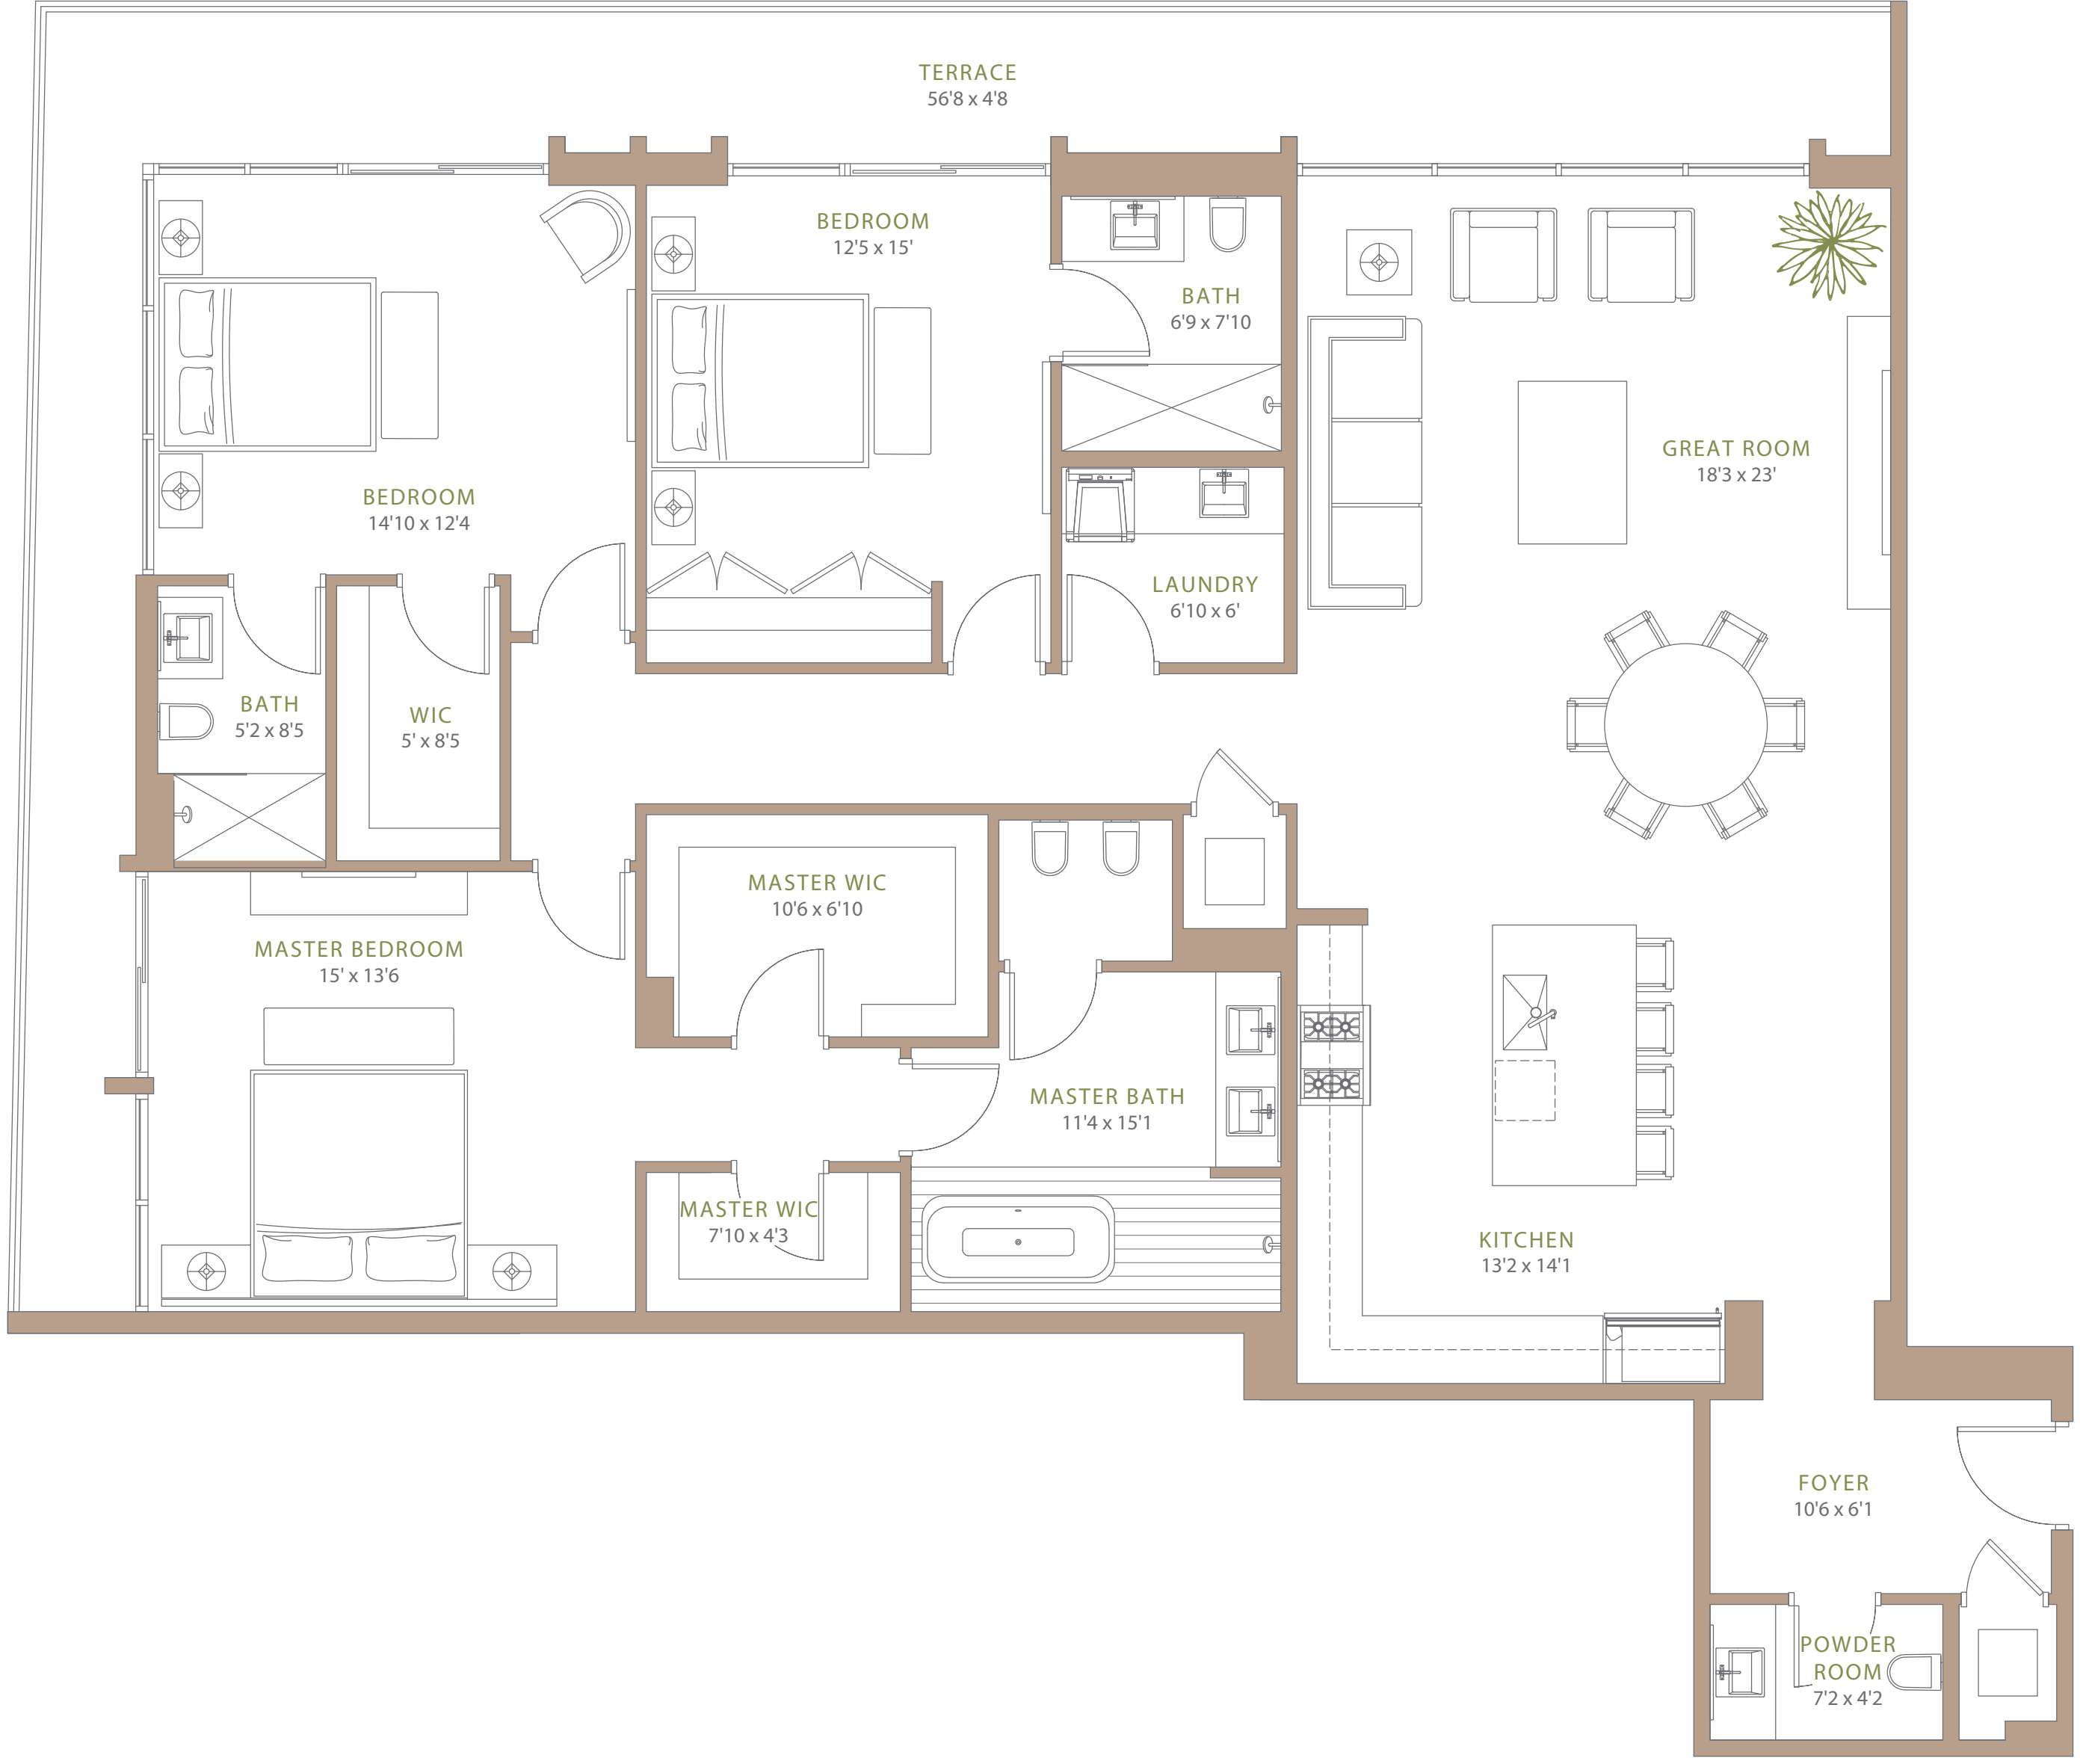 TERRACE
56'8 x 4'8
BEDROOM
12'5 x 15'
BATH
6'9 x 7'10
GREAT ROOM
18'3 x 23'
BEDROOM
14'10 x 12'4
LAUNDRY
6'10 x 6'
BATH
5'2 x 8'5
WIC
5' x 8'5
MASTER WIC
10'6 x 6'10
MASTER BEDROOM
15' x 13'6
MASTER BATH
11'4 x 15'1
MASTER WIC
7'10 x 4'3
KITCHEN
13'2 x 14'1
FOYER
10'6 x 6'1
POWDER
ROOM
7'2 x 4'2